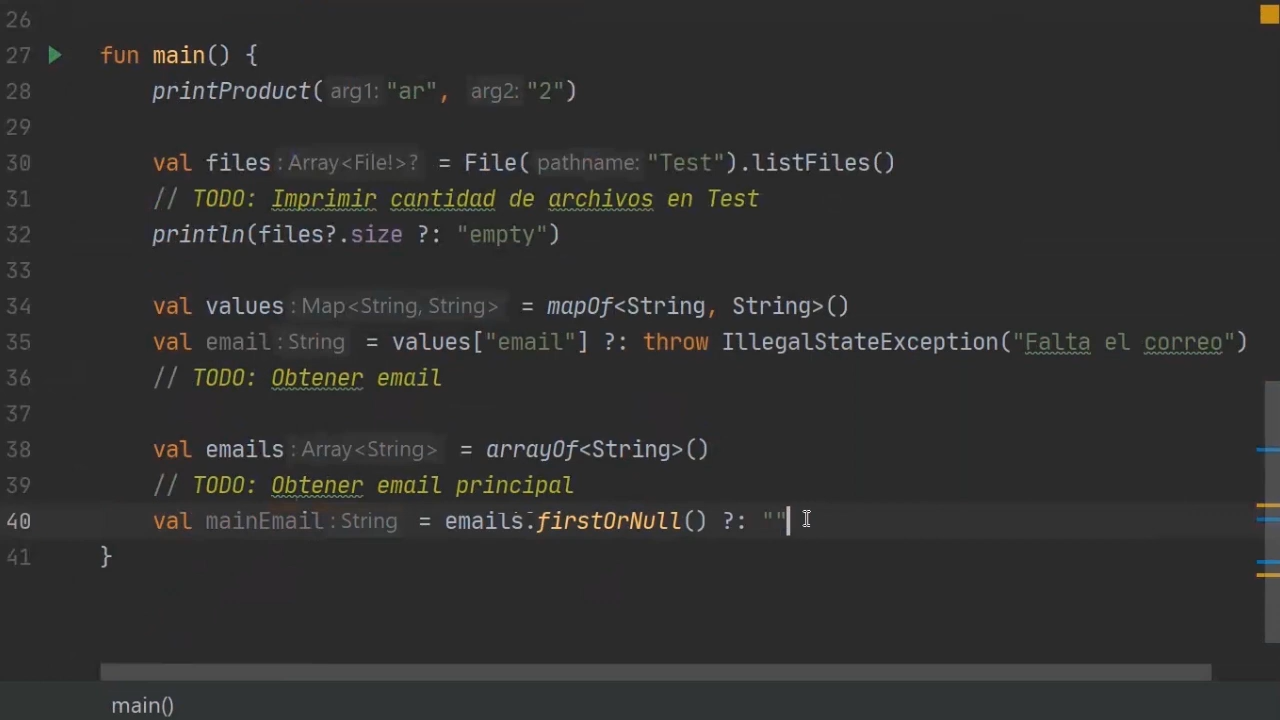 26
27 fun main() {
28 printProduct( arg1: "ar", arg2: "2")
29
30 val files : Array<File!>? = File( pathname: "Test").listFiles()
31 // TODO: Imprimir cantidad de archivos en Test
32 println(files?.size ?: "empty")
33
34 val values : Map<String, String> = mapOf<String, String>()
35 val email : String = values["email"] ?: throw IllegalStateException("Falta el correo")
36 // TODO: Obtener email
37
38 val emails : Array<String> = arrayOf<String>()
39 // TODO: Obtener email principal
40 val mainEmail : String = emails.firstOrNull() ?: ""
41 }
main()